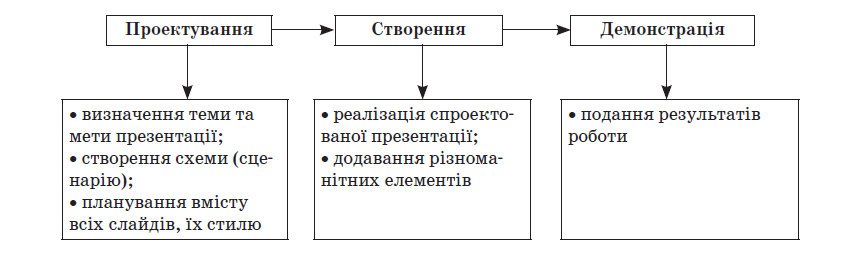 Проектування
Створення
Демонстрація
• визначення теми та
мети презентації;
• створення схеми (сце-
нарію);
• планування вмісту
всіх слайдів, їх стилю
• реалізація спроекто-
ваної презентації;
• додавання різнома-
нітних елементів
• подання результатів
роботи